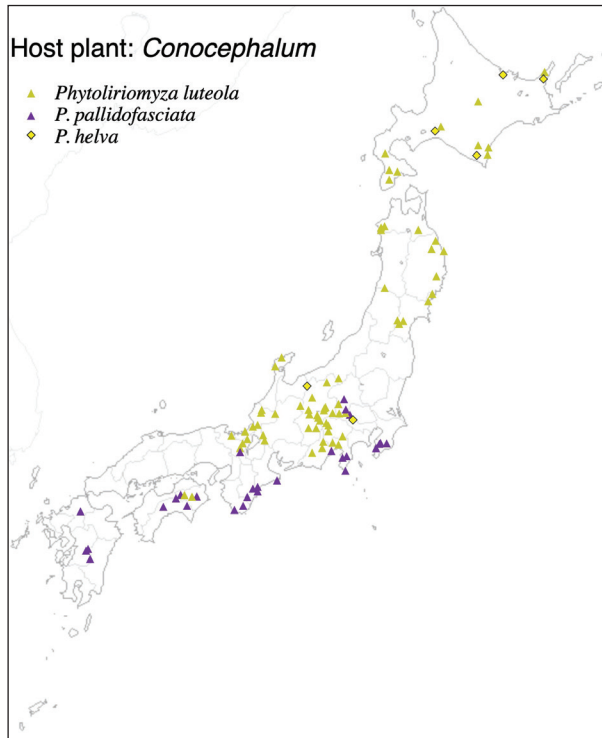 Host plant: Conocephalum
Phytoliriomyza luteola
P. pallidofasciata
P. helva